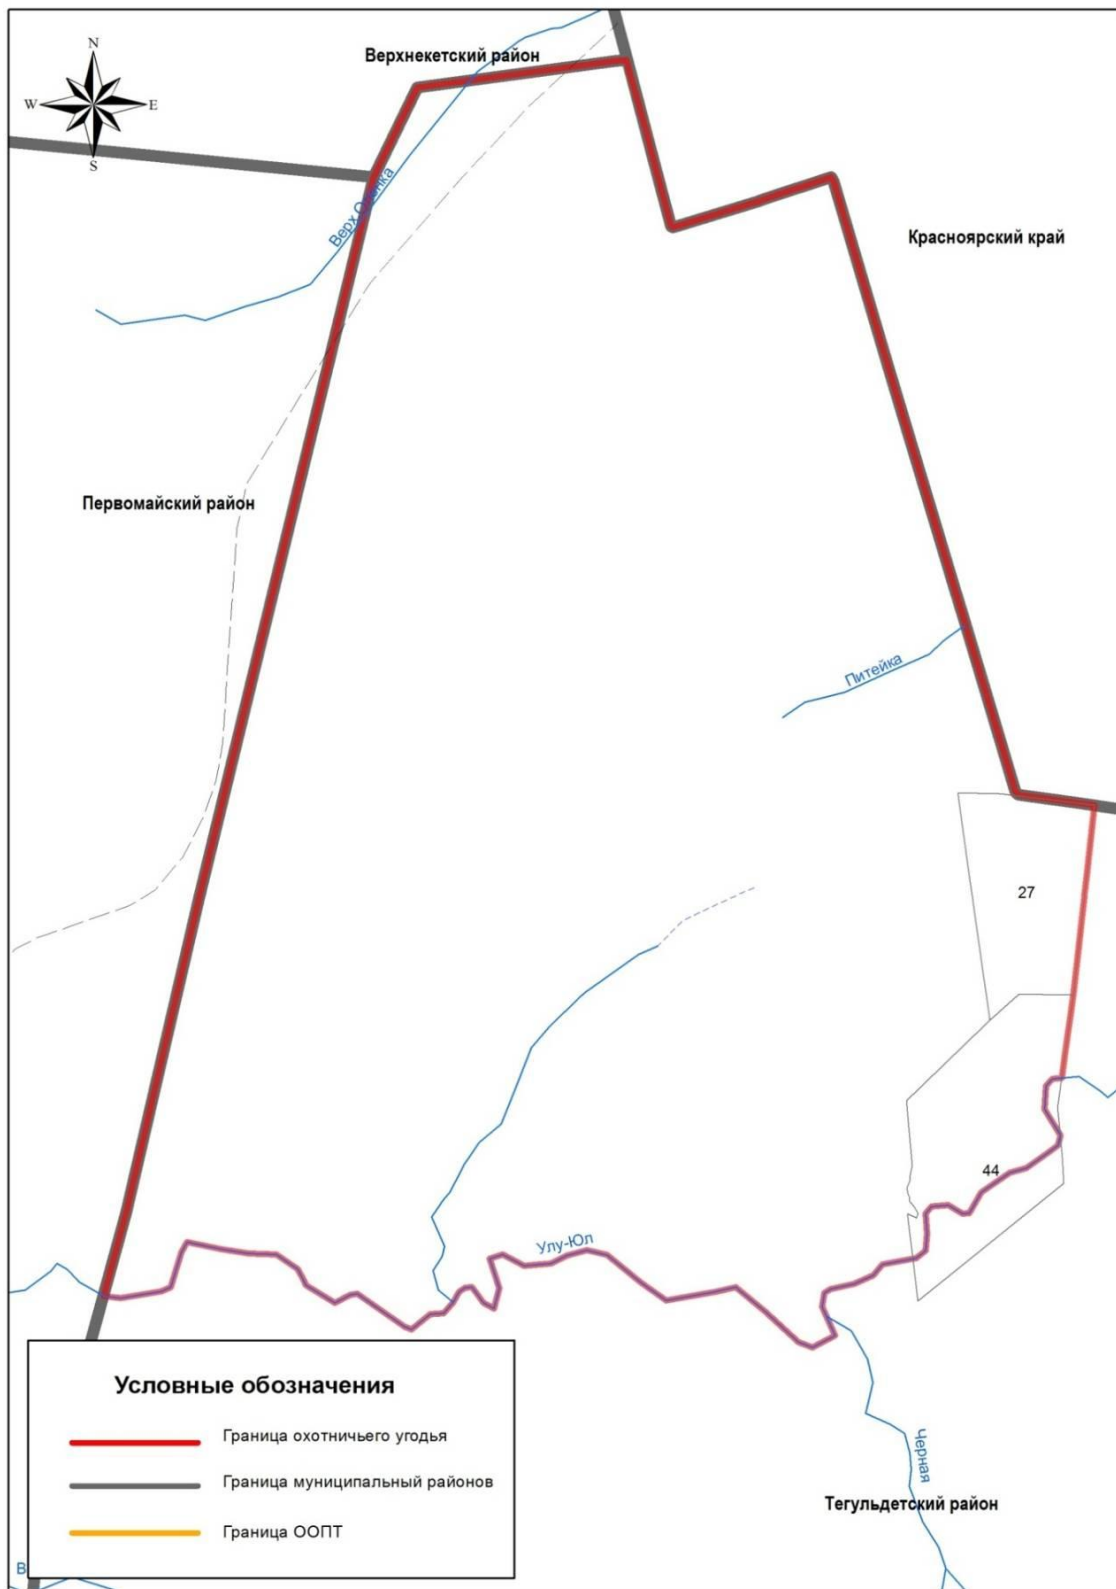 Верхнекетский район
N
W
E
S
Верх
Красноярский край
Первомайский район
Питейка
27
44
Улу-Юл
Условные обозначения
Граница охотничьего угодья
Граница муниципальный районов
Граница ООПТ
Черная
Тегульдетский район
В